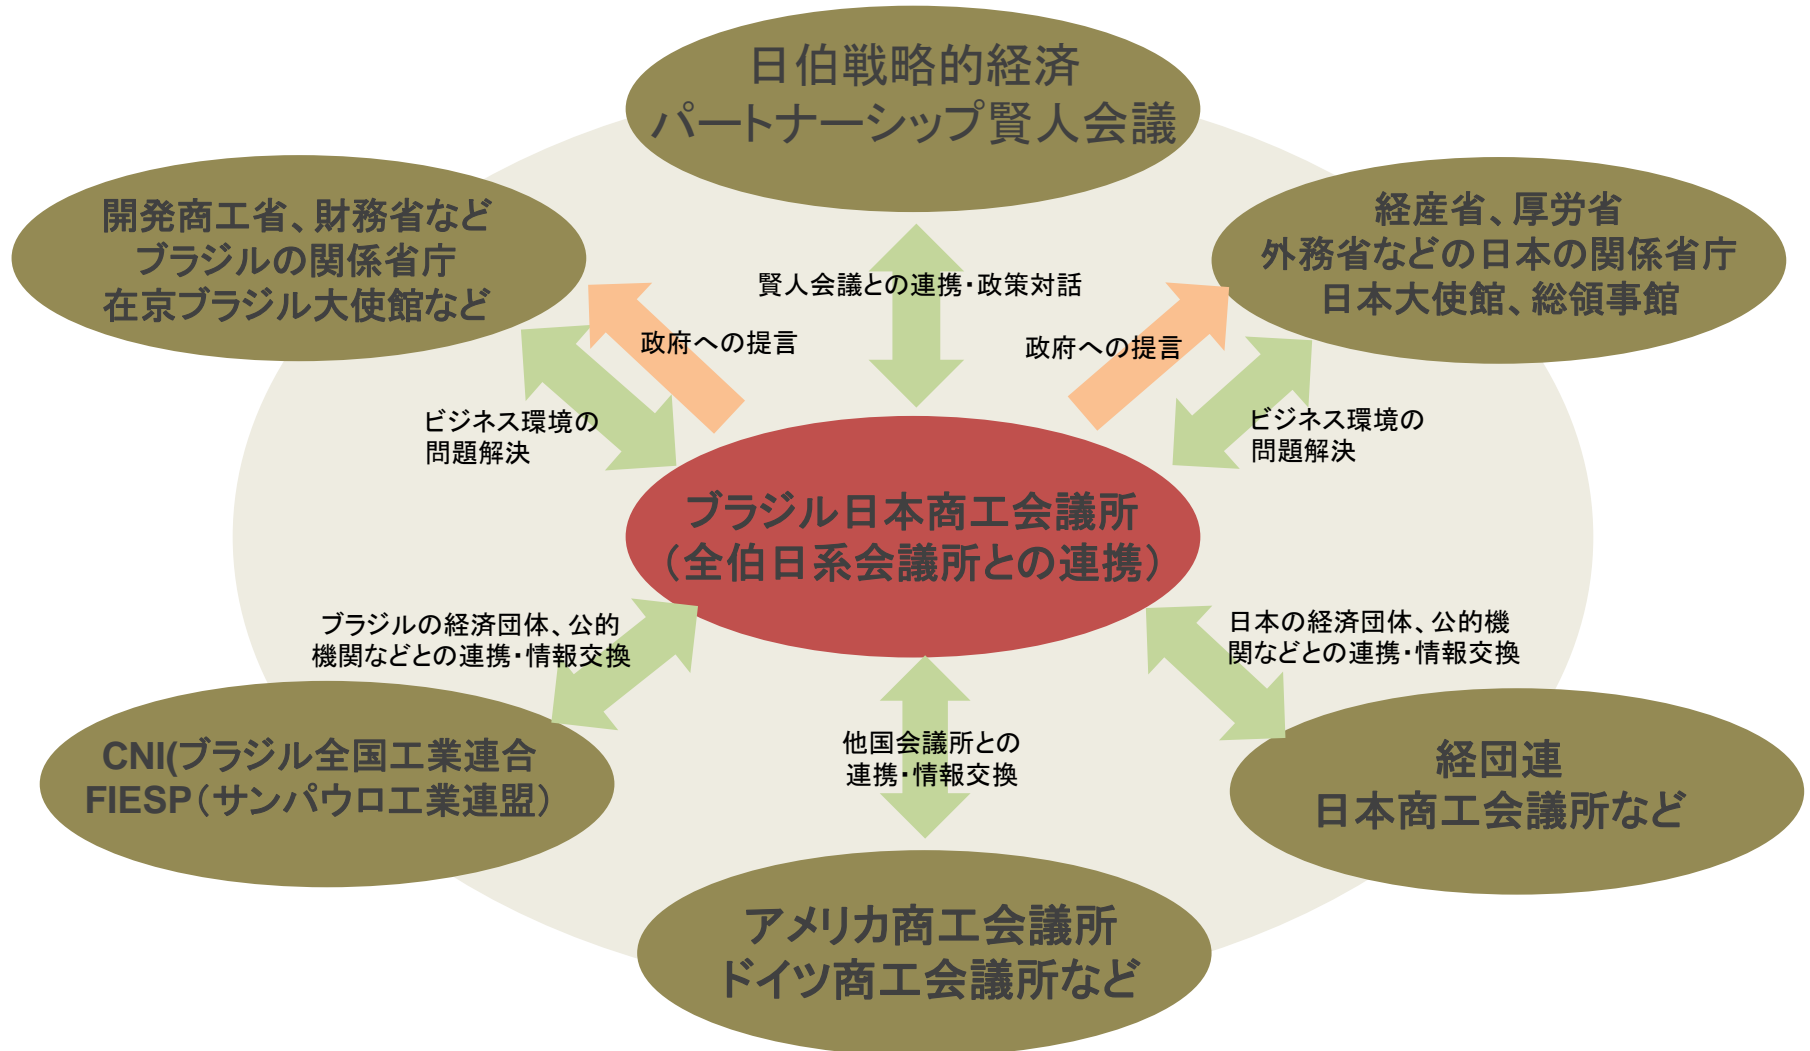 日伯戦略的経済
パートナーシップ賢人会議
開発商工省、財務省など
ブラジルの関係省庁
在京ブラジル大使館など
経産省、厚労省
外務省などの日本の関係省庁
日本大使館、総領事館
賢人会議との連携・政策対話
政府への提言
政府への提言
ビジネス環境の
問題解決
ビジネス環境の
問題解決
ブラジル日本商工会議所
（全伯日系会議所との連携）
ブラジルの経済団体、公的
機関などとの連携・情報交換
日本の経済団体、公的機
関などとの連携・情報交換
他国会議所との
連携・情報交換
CNI(ブラジル全国工業連合
FIESP（サンパウロ工業連盟）
経団連
日本商工会議所など
アメリカ商工会議所
ドイツ商工会議所など